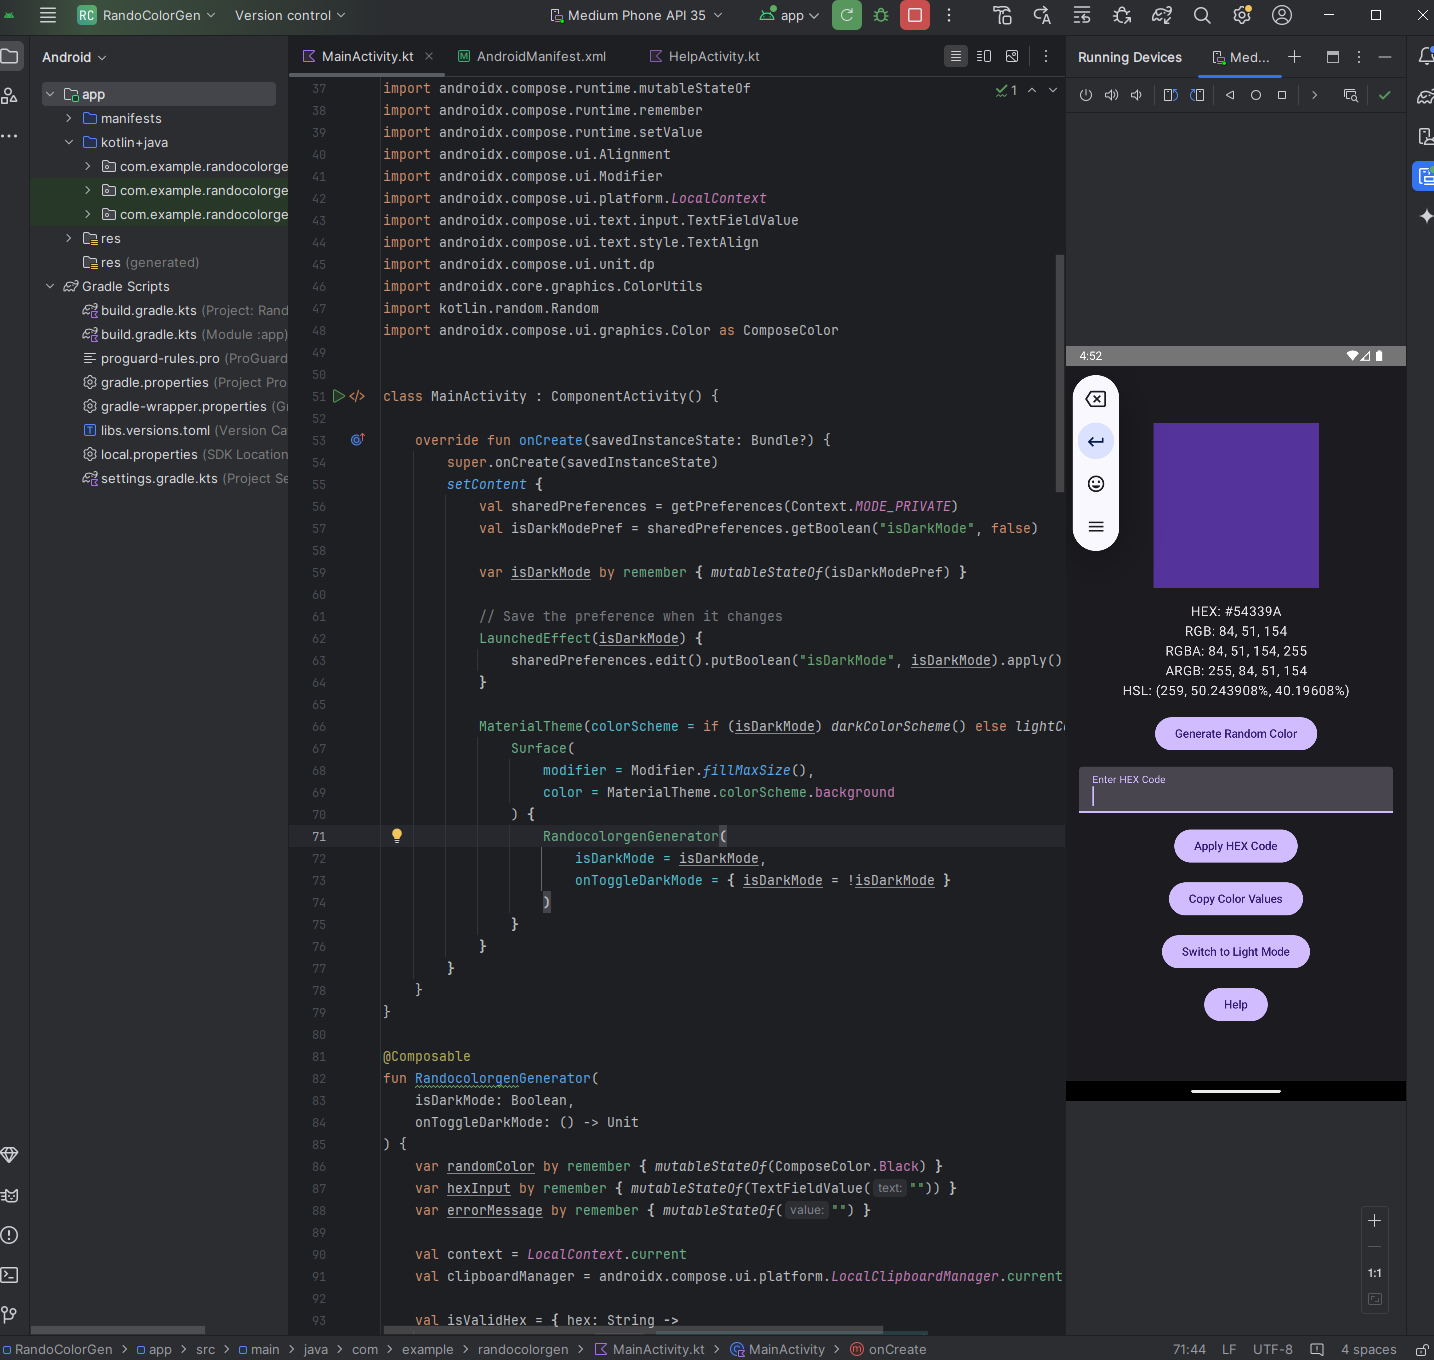 RC RandoColorGen Version control Medium Phone API 35 app
Android
app
manifests
kotlin+java
com.example.randocolorge
com.example.randocolorge
com.example.randocolorge
res
res (generated)
Gradle Scripts
build.gradle.kts (Project: Rand
build.gradle.kts (Module :app)
proguard-rules.pro (ProGuard
gradle.properties (Project Pro
gradle-wrapper.properties (G
libs.versions.toml (Version Ca
local.properties (SDK Location
settings.gradle.kts (Project Se
MainActivity.kt AndroidManifest.xml HelpActivity.kt
1
37 import androidx.compose.runtime.mutableStateOf
38 import androidx.compose.runtime.remember
39 import androidx.compose.runtime.setValue
40 import androidx.compose.ui.Alignment
41 import androidx.compose.ui.Modifier
42 import androidx.compose.ui.platform.LocalContext
43 import androidx.compose.ui.text.input.TextFieldValue
44 import androidx.compose.ui.text.style.TextAlign
45 import androidx.compose.ui.unit.dp
46 import androidx.core.graphics.ColorUtils
47 import kotlin.random.Random
48 import androidx.compose.ui.graphics.Color as ComposeColor
49
50
51 class MainActivity : ComponentActivity() {
52
53 override fun onCreate(savedInstanceState: Bundle?) {
54 super.onCreate(savedInstanceState)
55 setContent {
56 val sharedPreferences = getPreferences(Context.MODE_PRIVATE)
57 val isDarkModePref = sharedPreferences.getBoolean("isDarkMode", false)
58
59 var isDarkMode by remember { mutableStateOf(isDarkModePref) }
60
61 // Save the preference when it changes
62 LaunchedEffect(isDarkMode) {
63 sharedPreferences.edit().putBoolean("isDarkMode", isDarkMode).apply()
64 }
65
66 MaterialTheme(colorScheme = if (isDarkMode) darkColorScheme() else lightC
67 Surface(
68 modifier = Modifier.fillMaxSize(),
69 color = MaterialTheme.colorScheme.background
70 ) {
71 RandocolorgenGenerator(
72 isDarkMode = isDarkMode,
73 onToggleDarkMode = { isDarkMode = !isDarkMode }
74 )
75 }
76 }
77 }
78 }
79 }
80
81 @Composable
82 fun RandocolorgenGenerator(
83 isDarkMode: Boolean,
84 onToggleDarkMode: () -> Unit
85 ) {
86 var randomColor by remember { mutableStateOf(ComposeColor.Black) }
87 var hexInput by remember { mutableStateOf(TextFieldValue( text: "")) }
88 var errorMessage by remember { mutableStateOf( value: "") }
89
90 val context = LocalContext.current
91 val clipboardManager = androidx.compose.ui.platform.LocalClipboardManager.current
92
93 val isValidHex = { hex: String ->
Running Devices Med...
4:52
HEX: #54339A
RGB: 84, 51, 154
RGBA: 84, 51, 154, 255
ARGB: 255, 84, 51, 154
HSL: (259, 50.243908%, 40.19608%)
Generate Random Color
Enter HEX Code
Apply HEX Code
Copy Color Values
Switch to Light Mode
Help
1:1
RandoColorGen > app > src > main > java > com > example > randocolorgen > MainActivity.kt > MainActivity > onCreate
71:44 LF UTF-8 4 spaces